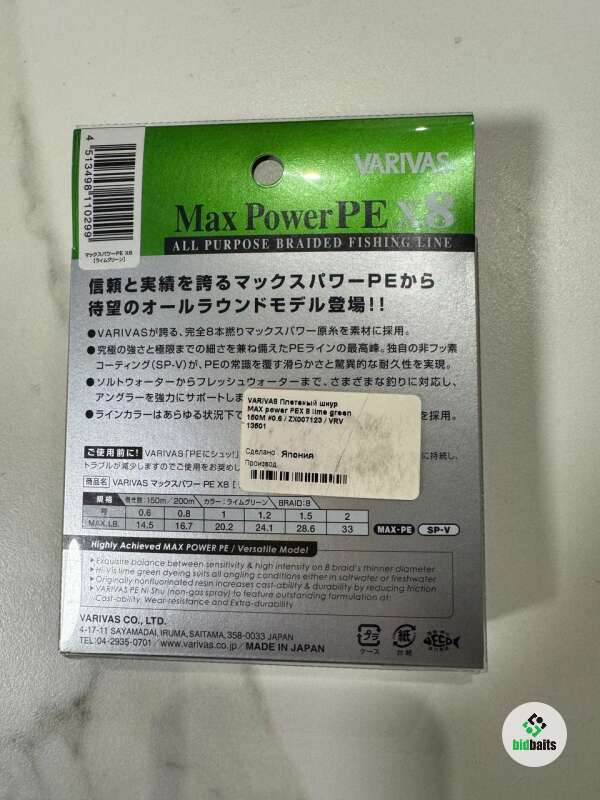 4 513498 110299
マックスパワーPE X8
[ライムグリーン]
VARIVAS
Max PowerPE X8
ALL PURPOSE BRAIDED FISHING LINE
信頼と実績を誇るマックスパワーPEから
待望のオールラウンドモデル登場!!
●VARIVASが誇る、完全8本撚りマックスパワー原糸を素材に採用。
●究極の強さと極限までの細さを兼ね備えたPEラインの最高峰。独自の非フッ素
コーティング(SP-V)が、PEの常識を覆す滑らかさと驚異的な耐久性を実現。
●ソルトウォーターからフレッシュウォーターまで、さまざまな釣りに対応し、
アングラーを強力にサポートしま
●ラインカラーはあらゆる状況下で
を採用。
VARIVAS Плетеный шнур
MAX power PEX 8 lime green
150M #0.6 / ZX007123 / VRV
13601
Сделано Япония
Производ
ご使用前に! VARIVAS「PEにシュッ!
に持続し、
トラブルが減少しますのでご使用をお奨めし
商品名 VARIVAS マックスパワー PE X8 [
規格 巻き数:150m/200m カラー:ライムグリーン BRAID:8
号 0.6 0.8 1 1.2 1.5 2
MAX.LB. 14.5 16.7 20.2 24.1 28.6 33
MAX-PE SP-V
Highly Achieved MAX POWER PE / Versatile Model
▸Exquisite balance between sensitivity & high intensity on 8 braid's thinner diameter
▸Hi-Vis lime green dyeing suits all angling conditions either in saltwater or freshwater
▸Originally nonfluorinated resin increases cast-ability & durability by reducing friction
▸VARIVAS PE Ni Shu (non-gas spray) to feature outstanding formulation at:
Cast-ability, Wear-resistance and Extra-durability
VARIVAS CO., LTD.
4-17-11 SAYAMADAI, IRUMA, SAITAMA, 358-0033 JAPAN
TEL:04-2935-0701 / www.varivas.co.jp / MADE IN JAPAN
プラ
ケース
紙
台紙
bidbaits